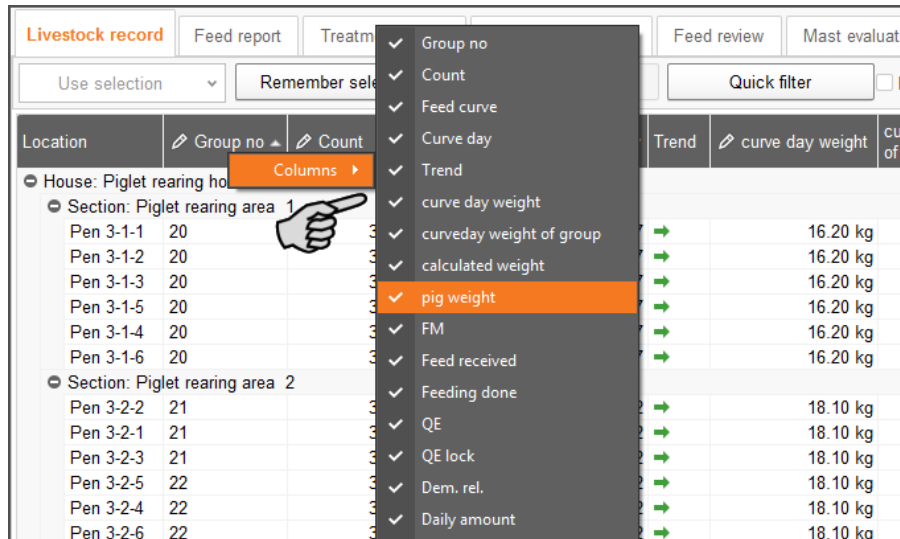 Livestock record Feed report Feed review
Use selection Remember Quick filter
Location Group no Count Trend curve day weight of
Columns
Group no
Count
Feed curve
Curve day
Trend
curve day weight
curveday weight of group
calculated weight
pig weight
FM
Feed received
Feeding done
QE
QE lock
Dem. rel.
Daily amount
House: Piglet rearing
Section: Piglet rearing area 1
Pen 3-1-1 20 16.20 kg
Pen 3-1-2 20 16.20 kg
Pen 3-1-3 20 16.20 kg
Pen 3-1-5 20 16.20 kg
Pen 3-1-4 20 16.20 kg
Pen 3-1-6 20 16.20 kg
Section: Piglet rearing area 2
Pen 3-2-2 21 18.10 kg
Pen 3-2-1 21 18.10 kg
Pen 3-2-3 21 18.10 kg
Pen 3-2-5 22 18.10 kg
Pen 3-2-4 22 18.10 kg
Pen 3-2-6 22 18.10 kg